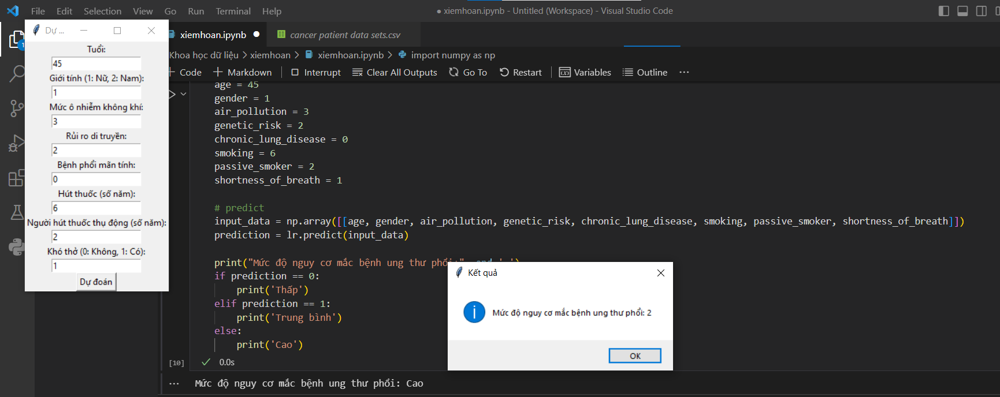 File Edit Selection View Go Run Terminal Help
● xiemhoan.ipynb - Untitled (Workspace) - Visual Studio Code
Dự ...
Tuổi:
45
Giới tính (1: Nữ, 2: Nam):
1
Mức ô nhiễm không khí:
3
Rủi ro di truyền:
2
Bệnh phổi mãn tính:
0
Hút thuốc (số năm):
6
Người hút thuốc thụ động (số năm):
2
Khó thở (0: Không, 1: Có):
1
Dự đoán
1
xiemhoan.ipynb ●
cancer patient data sets.csv
Khoa học dữ liệu > xiemhoan > xiemhoan.ipynb > import numpy as np
+ Code + Markdown Interrupt Clear All Outputs Go To Restart Variables Outline ...
age = 45
gender = 1
air_pollution = 3
genetic_risk = 2
chronic_lung_disease = 0
smoking = 6
passive_smoker = 2
shortness_of_breath = 1
# predict
input_data = np.array([[age, gender, air_pollution, genetic_risk, chronic_lung_disease, smoking, passive_smoker, shortness_of_breath]])
prediction = lr.predict(input_data)
print("Mức độ nguy cơ mắc bệnh ung thư phổi:"
if prediction == 0:
print('Thấp')
elif prediction == 1:
print('Trung bình')
else:
print('Cao')
[10] 0.0s
... Mức độ nguy cơ mắc bệnh ung thư phổi: Cao
Kết quả
Mức độ nguy cơ mắc bệnh ung thư phổi: 2
OK